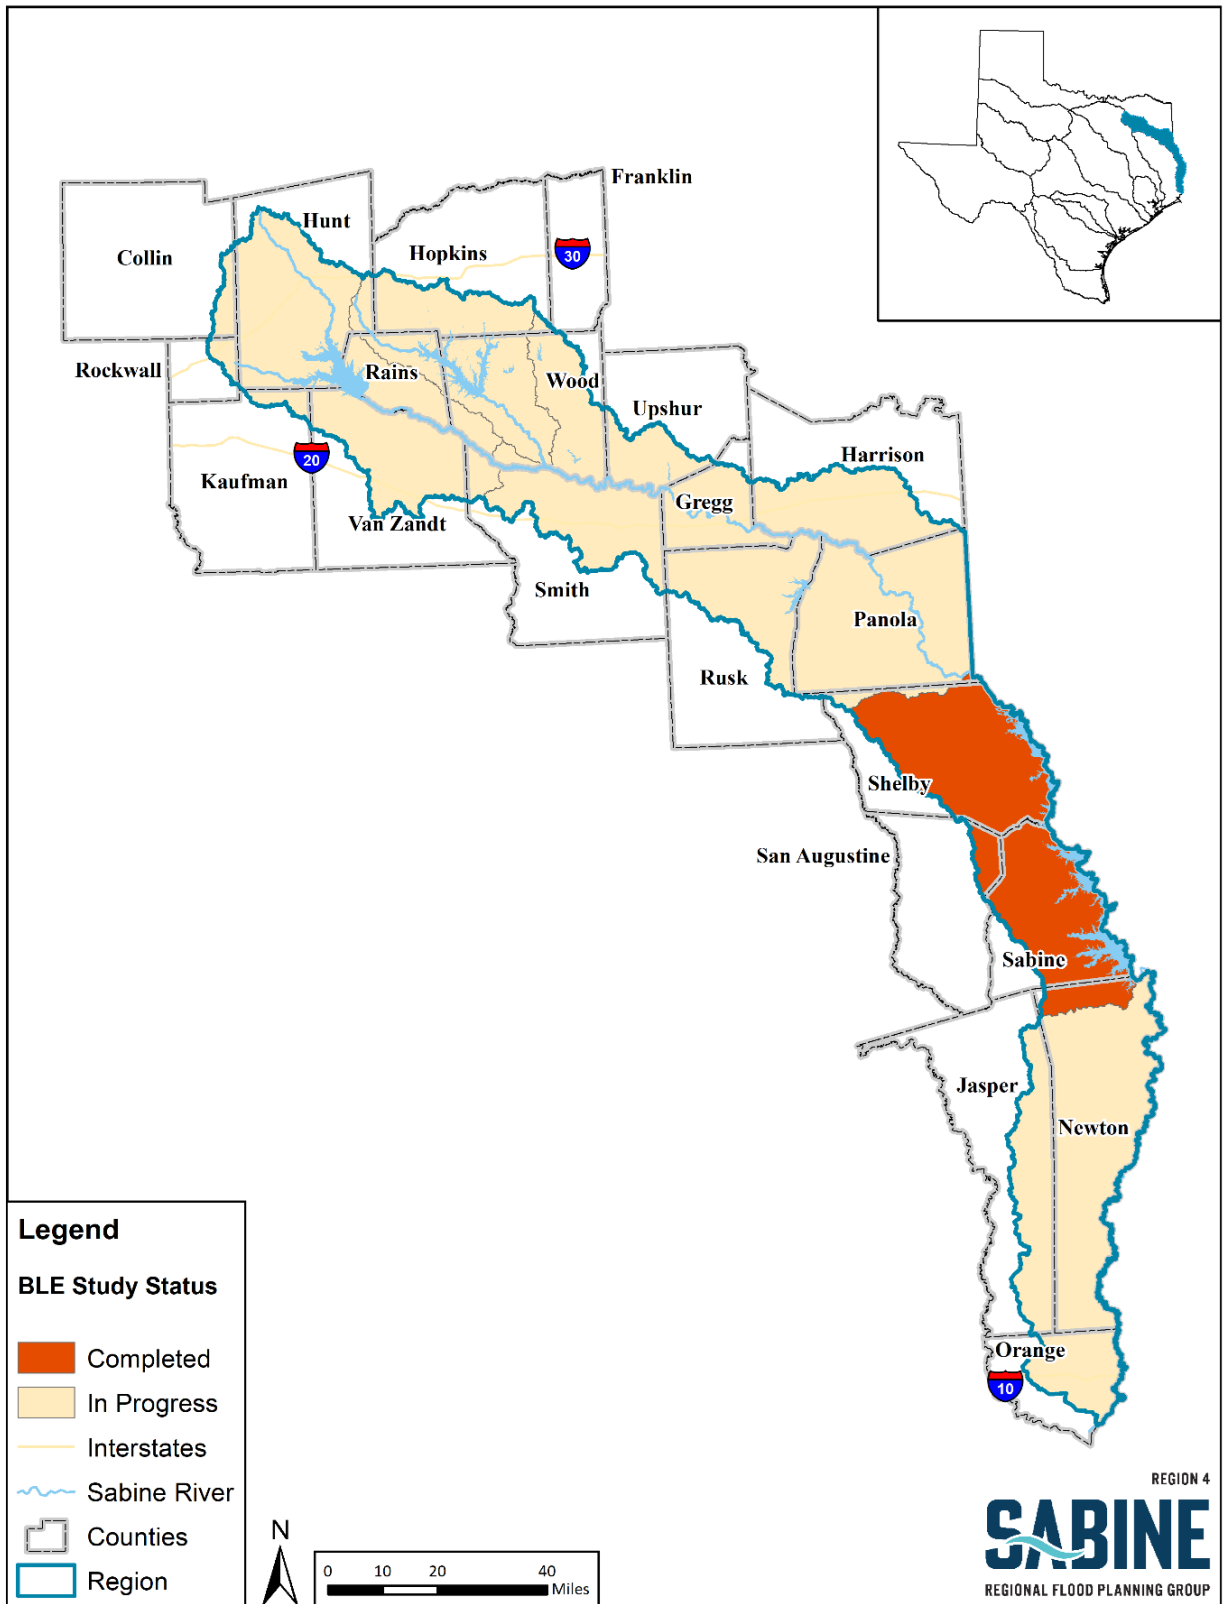 Franklin
Hunt
Hopkins
Collin
30
Rockwall
Rains
Wood
Upshur
Harrison
20
Kaufman
Gregg
Van Zandt
Smith
Panola
Rusk
Shelby
San Augustine
Sabine
Jasper
Newton
Orange
10
Legend
BLE Study Status
Completed
In Progress
Interstates
Sabine River
Counties
Region
N
0 10 20 40
Miles
REGION 4
SABINE
REGIONAL FLOOD PLANNING GROUP